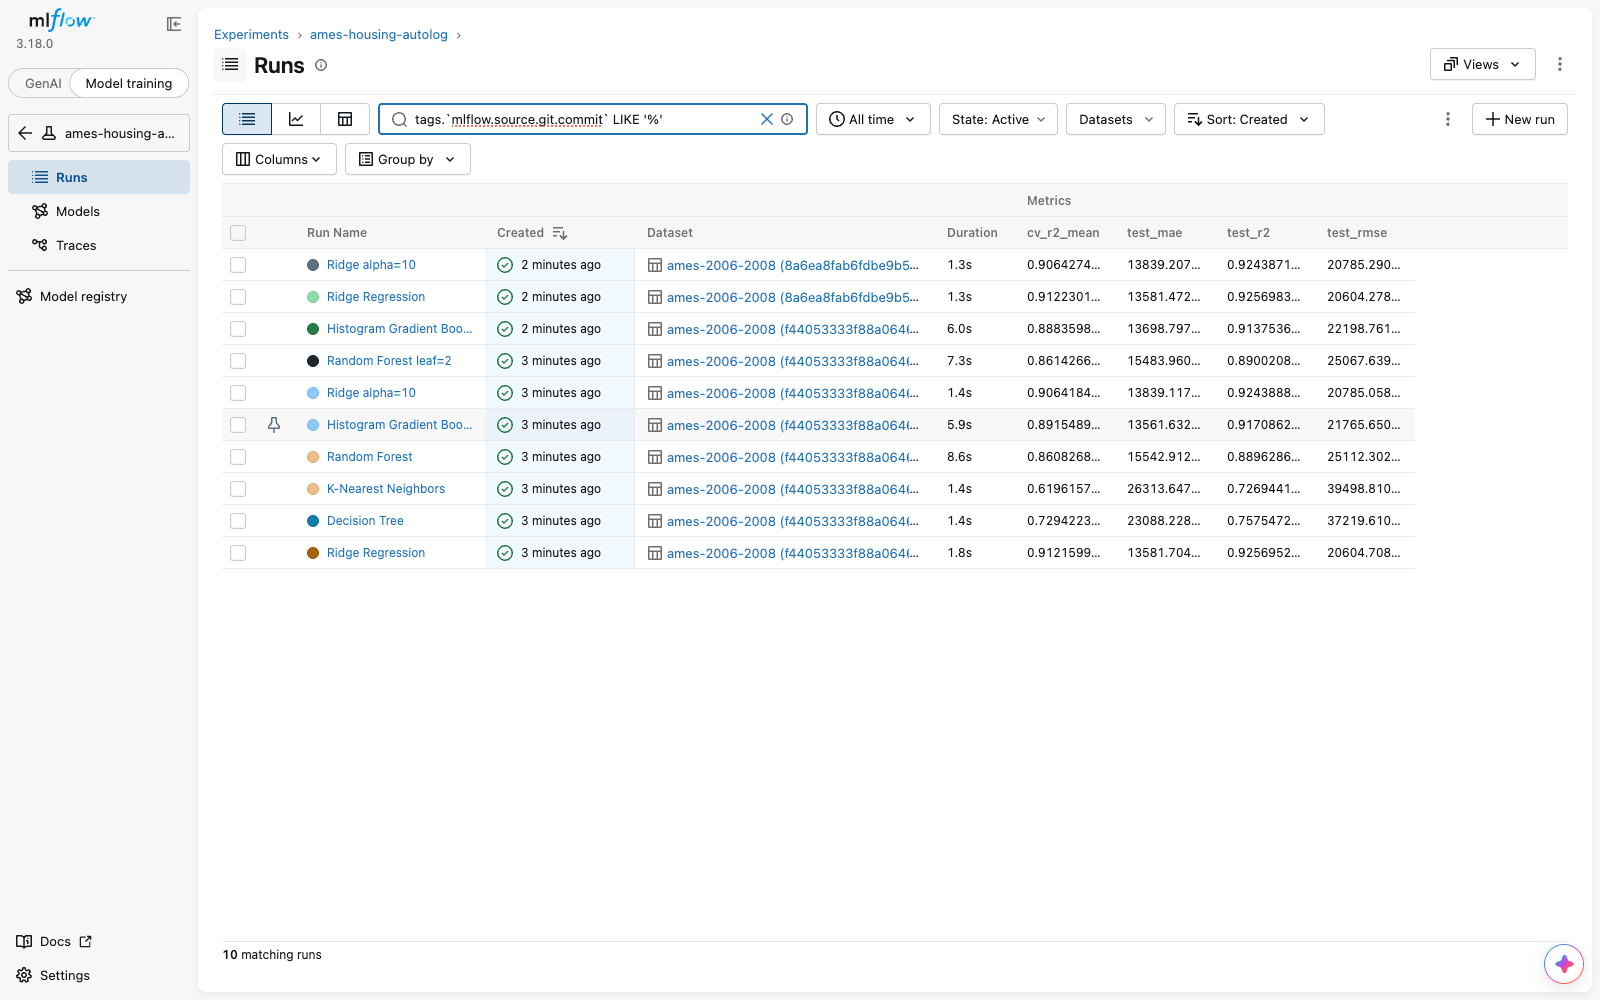 mlflow
3.18.0
GenAI
Model training
ames-housing-a...
Runs
Models
Traces
Model registry
Docs
Settings
Experiments › ames-housing-autolog ›
Runs
Views
tags.`mlflow.source.git.commit` LIKE '%'
All time
State: Active
Datasets
Sort: Created
New run
Columns
Group by
Metrics
Run Name Created Dataset Duration cv_r2_mean test_mae test_r2 test_rmse
Ridge alpha=10 2 minutes ago ames-2006-2008 (8a6ea8fab6fdbe9b5... 1.3s 0.9064274... 13839.207... 0.9243871... 20785.290...
Ridge Regression 2 minutes ago ames-2006-2008 (8a6ea8fab6fdbe9b5... 1.3s 0.9122301... 13581.472... 0.9256983... 20604.278...
Histogram Gradient Boo... 2 minutes ago ames-2006-2008 (f44053333f88a064(... 6.0s 0.8883598... 13698.797... 0.9137536... 22198.761...
Random Forest leaf=2 3 minutes ago ames-2006-2008 (f44053333f88a064(... 7.3s 0.8614266... 15483.960... 0.8900208... 25067.639...
Ridge alpha=10 3 minutes ago ames-2006-2008 (f44053333f88a064(... 1.4s 0.9064184... 13839.117... 0.9243888... 20785.058...
Histogram Gradient Boo... 3 minutes ago ames-2006-2008 (f44053333f88a064(... 5.9s 0.8915489... 13561.632... 0.9170862... 21765.650...
Random Forest 3 minutes ago ames-2006-2008 (f44053333f88a064(... 8.6s 0.8608268... 15542.912... 0.8896286... 25112.302...
K-Nearest Neighbors 3 minutes ago ames-2006-2008 (f44053333f88a064(... 1.4s 0.6196157... 26313.647... 0.7269441... 39498.810...
Decision Tree 3 minutes ago ames-2006-2008 (f44053333f88a064(... 1.4s 0.7294223... 23088.228... 0.7575472... 37219.610...
Ridge Regression 3 minutes ago ames-2006-2008 (f44053333f88a064(... 1.8s 0.9121599... 13581.704... 0.9256952... 20604.708...
10 matching runs